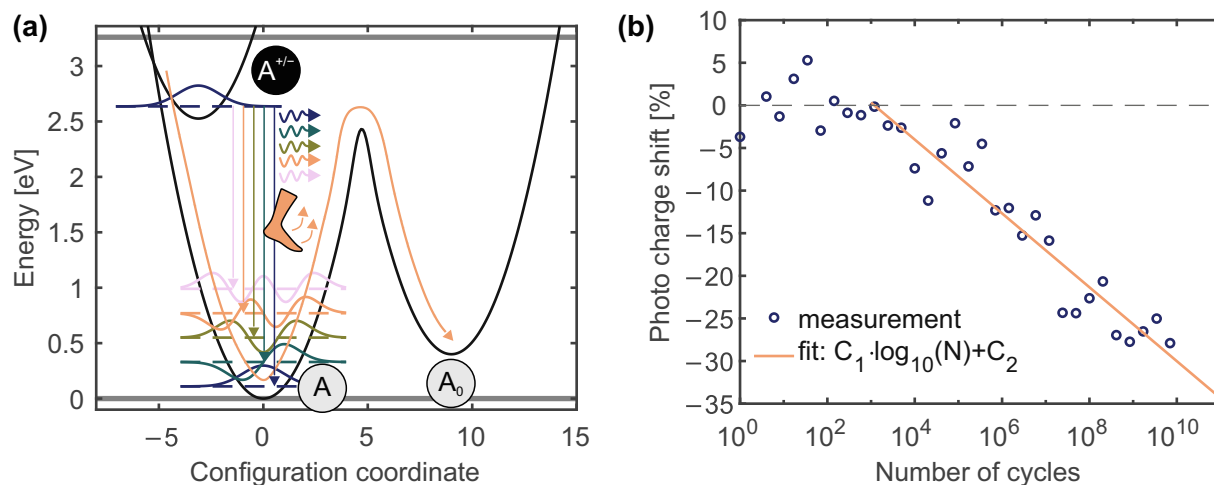 (a)
Energy [eV]
3
2.5
2
1.5
1
0.5
0
A+/−
A
A0
−5
0
5
10
15
Configuration coordinate
(b)
Photo charge shift [%]
10
5
0
−5
−10
−15
−20
−25
−30
−35
measurement
fit: C1·log10(N)+C2
10^0
10^2
10^4
10^6
10^8
10^10
Number of cycles